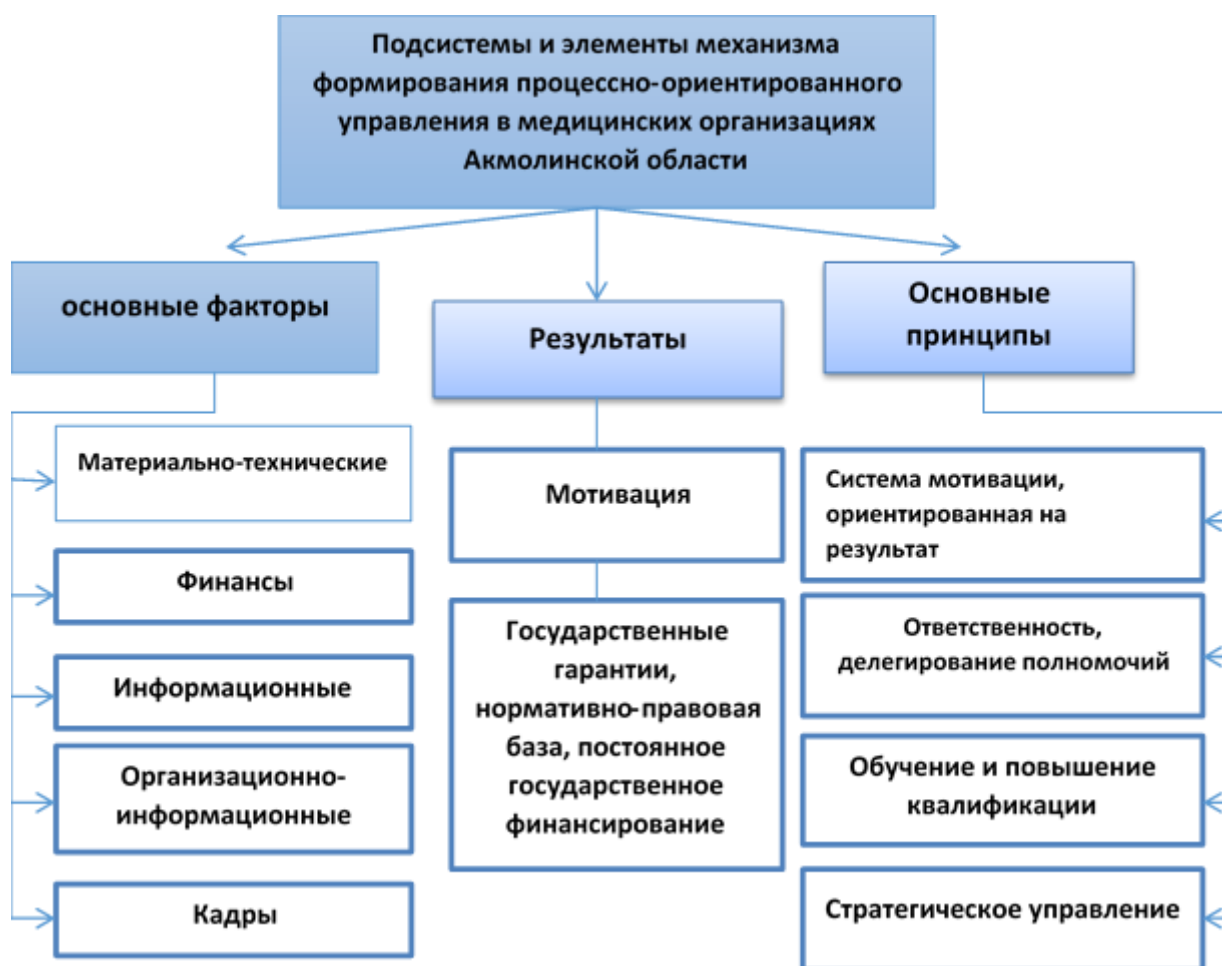 Подсистемы и элементы механизма
формирования процессно-ориентированного
управления в медицинских организациях
Акмолинской области
основные факторы
Результаты
Основные
принципы
Материально-технические
Финансы
Информационные
Организационно-
информационные
Кадры
Мотивация
Государственные
гарантии,
нормативно-правовая
база, постоянное
государственное
финансирование
Система мотивации,
ориентированная на
результат
Ответственность,
делегирование полномочий
Обучение и повышение
квалификации
Стратегическое управление